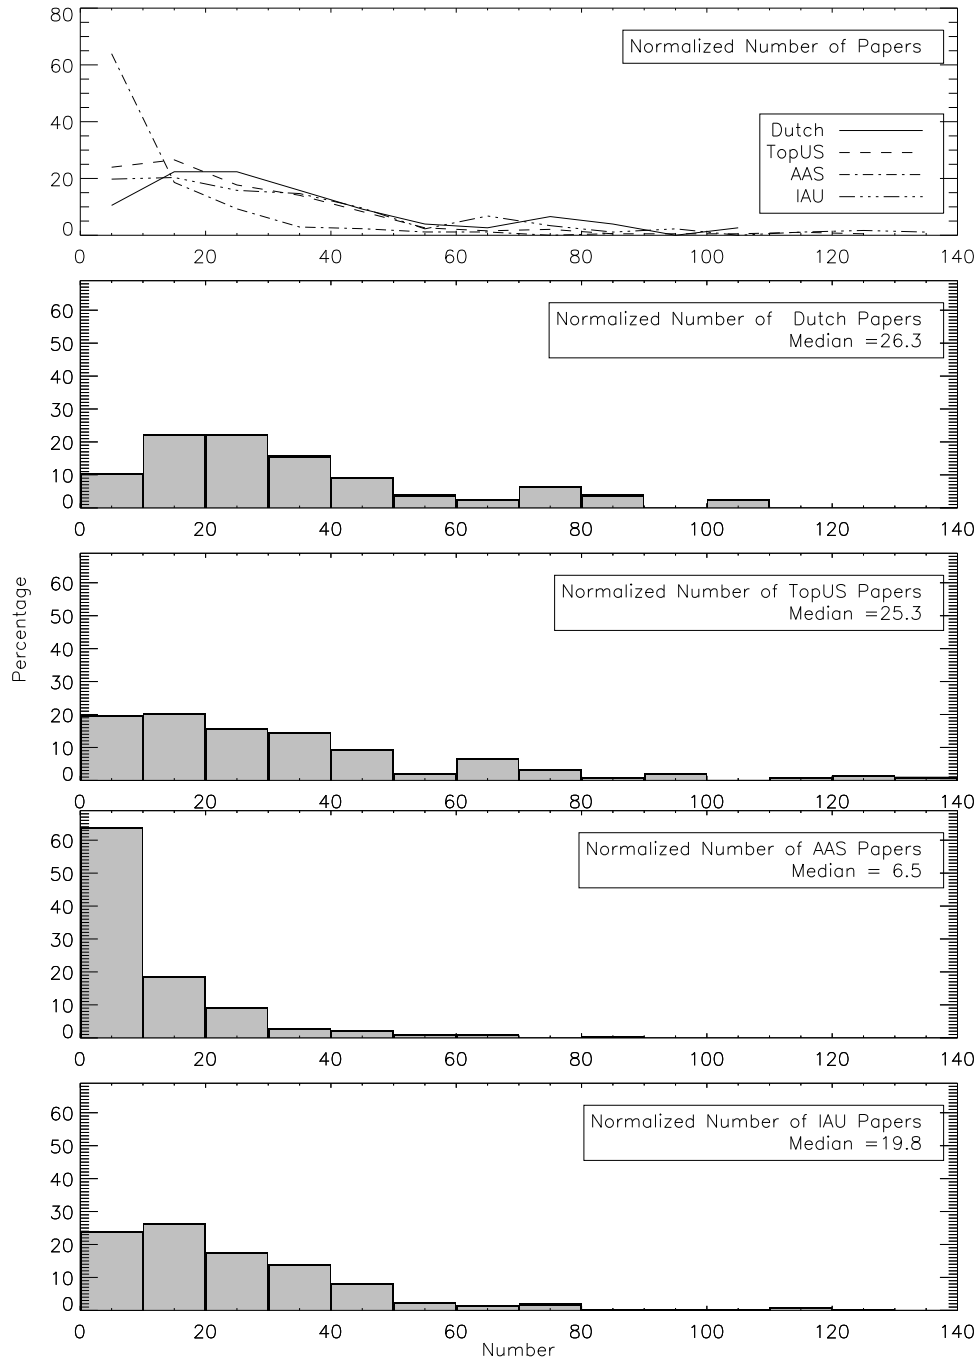 80
60
40
20
0
0 20 40 60 80 100 120 140
Normalized Number of Papers
Dutch
TopUS
AAS
IAU
60
50
40
30
20
10
0
0 20 40 60 80 100 120 140
Normalized Number of Dutch Papers
Median =26.3
60
50
40
30
20
10
0
0 20 40 60 80 100 120 140
Normalized Number of TopUS Papers
Median =25.3
Percentage
60
50
40
30
20
10
0
0 20 40 60 80 100 120 140
Normalized Number of AAS Papers
Median = 6.5
60
50
40
30
20
10
0
0 20 40 60 80 100 120 140
Normalized Number of IAU Papers
Median =19.8
Number